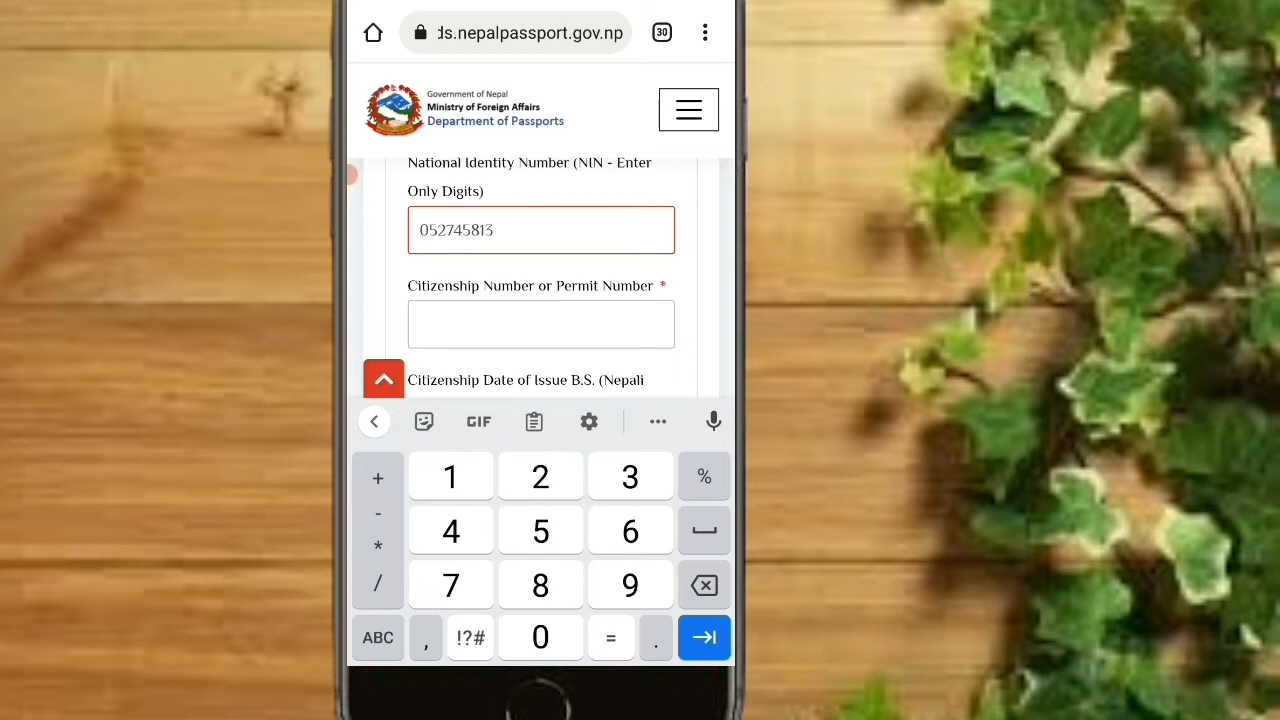 ds.nepalpassport.gov.np
30
Government of Nepal
Ministry of Foreign Affairs
Department of Passports
National Identity Number (NIN - Enter
Only Digits)
052745813
Citizenship Number or Permit Number *
Citizenship Date of Issue B.S. (Nepali
GIF
+ 1 2 3 %
- 4 5 6
* 7 8 9
/
ABC , !?# 0 = .